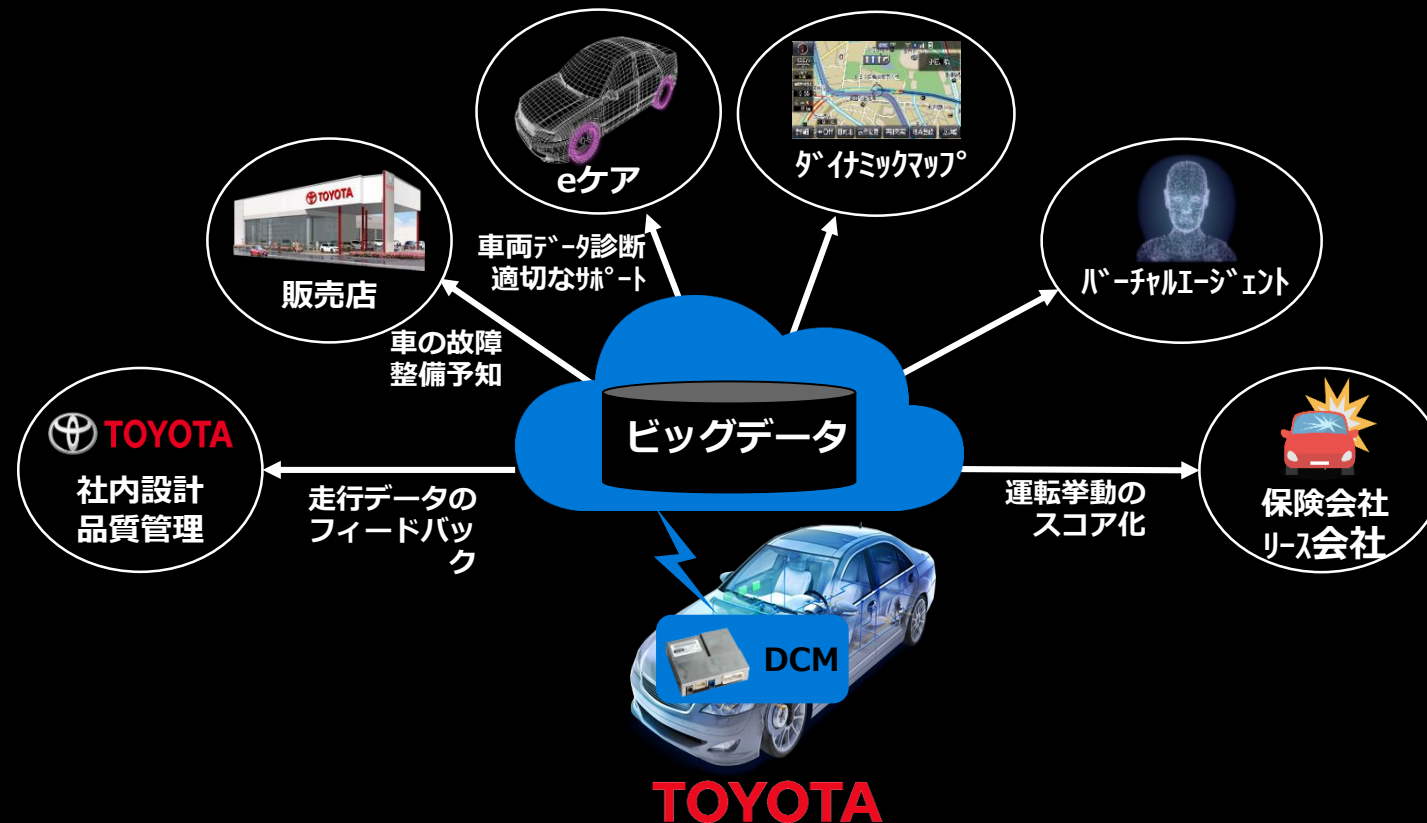 eケア
ﾀﾞｲﾅﾐｯｸﾏｯﾌﾟ
TOYOTA
販売店
車両ﾃﾞｰﾀ診断
適切なｻﾎﾟｰﾄ
ﾊﾞｰﾁｬﾙｴｰｼﾞｪﾝﾄ
車の故障
整備予知
TOYOTA
社内設計
品質管理
ビッグデータ
走行データの
フィードバッ
ク
運転挙動の
スコア化
保険会社
ﾘｰｽ会社
DCM
TOYOTA